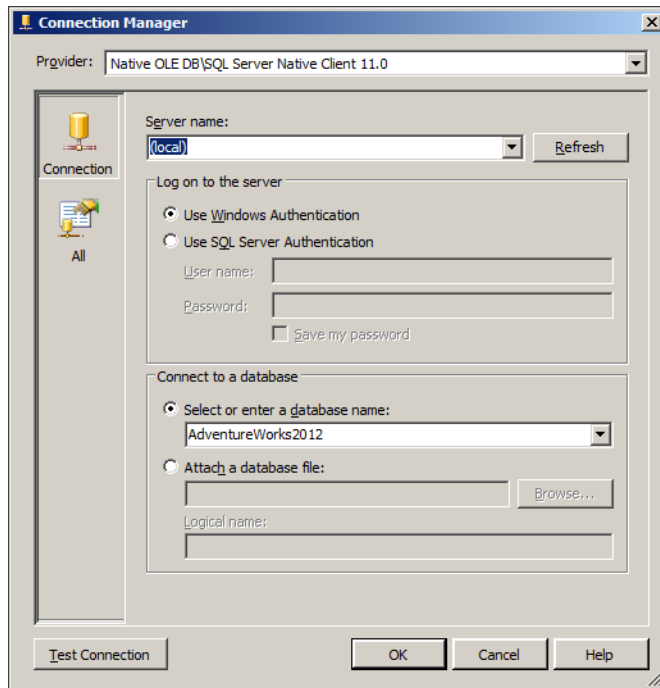 Connection Manager
Provider: Native OLE DB\SQL Server Native Client 11.0
Connection
All
Server name:
(local)
Refresh
Log on to the server
Use Windows Authentication
Use SQL Server Authentication
User name:
Password:
Save my password
Connect to a database
Select or enter a database name:
AdventureWorks2012
Attach a database file:
Browse...
Logical name:
Test Connection
OK
Cancel
Help